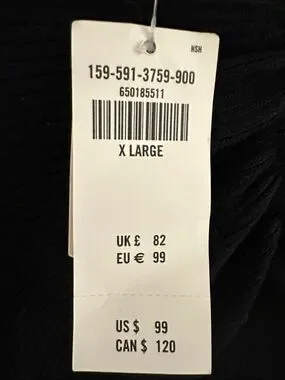 NSH
159-591-3759-900
650185511
X LARGE
UK £ 82
EU € 99
US $ 99
CAN $ 120